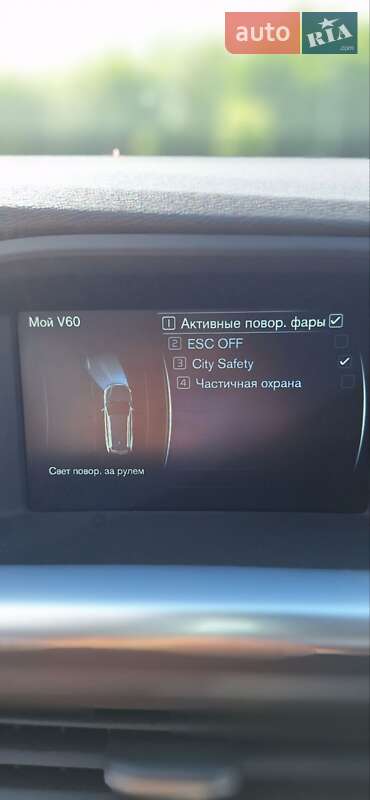 auto RIA .com
Мой V60
1 Активные повор. фары
2 ESC OFF
3 City Safety
4 Частичная охрана
Свет повор. за рулем